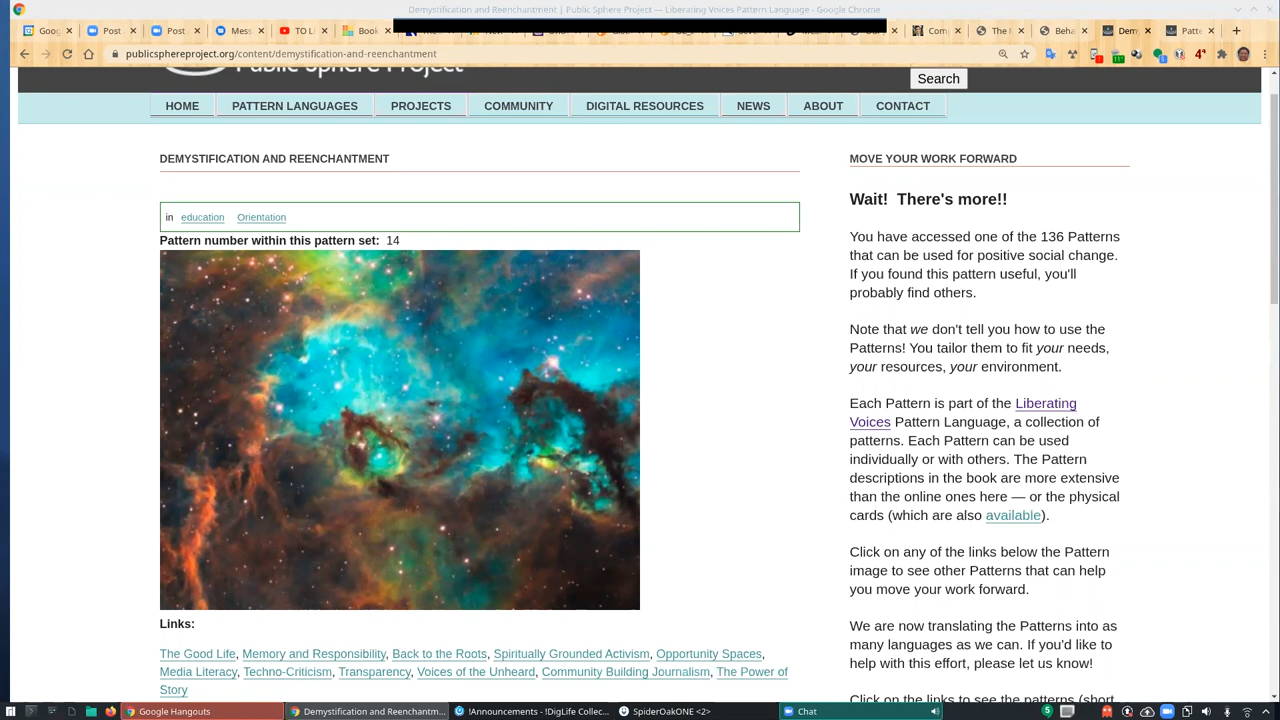 Demystification and Reenchantment | Public Sphere Project — Liberating Voices Pattern Language - Google Chrome
Goog
Post
Post
Mess
TO LI
Book
Com
The M
Beha
Dem
Patte
publicsphereproject.org/content/demystification-and-reenchantment
Public Sphere Project
Search
HOME PATTERN LANGUAGES PROJECTS COMMUNITY DIGITAL RESOURCES NEWS ABOUT CONTACT
DEMYSTIFICATION AND REENCHANTMENT
in education Orientation
Pattern number within this pattern set: 14
Links:
The Good Life, Memory and Responsibility, Back to the Roots, Spiritually Grounded Activism, Opportunity Spaces,
Media Literacy, Techno-Criticism, Transparency, Voices of the Unheard, Community Building Journalism, The Power of
Story
MOVE YOUR WORK FORWARD
Wait! There's more!!
You have accessed one of the 136 Patterns
that can be used for positive social change.
If you found this pattern useful, you'll
probably find others.
Note that we don't tell you how to use the
Patterns! You tailor them to fit your needs,
your resources, your environment.
Each Pattern is part of the Liberating
Voices Pattern Language, a collection of
patterns. Each Pattern can be used
individually or with others. The Pattern
descriptions in the book are more extensive
than the online ones here — or the physical
cards (which are also available).
Click on any of the links below the Pattern
image to see other Patterns that can help
you move your work forward.
We are now translating the Patterns into as
many languages as we can. If you'd like to
help with this effort, please let us know!
Click on the links to see the patterns (short
Google Hangouts
Demystification and Reenchantm...
!Announcements - !DigLife Collec...
SpiderOakONE <2>
Chat